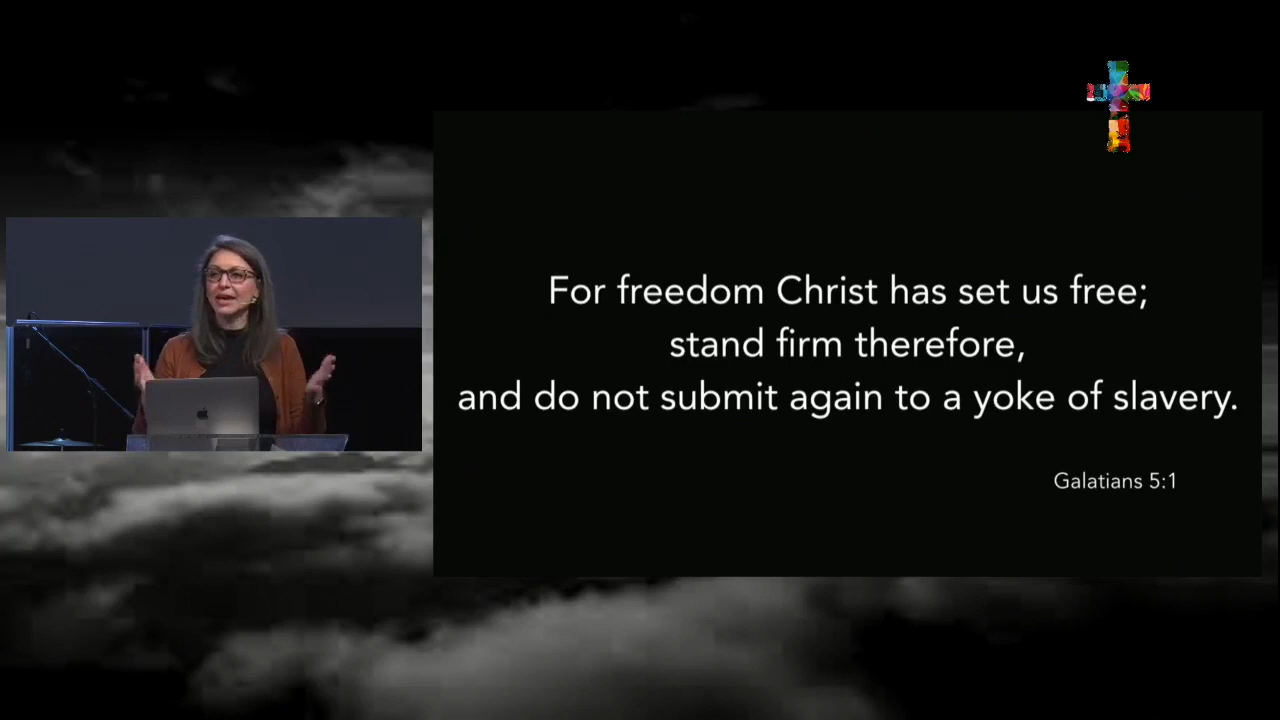 For freedom Christ has set us free;
stand firm therefore,
and do not submit again to a yoke of slavery.
Galatians 5:1